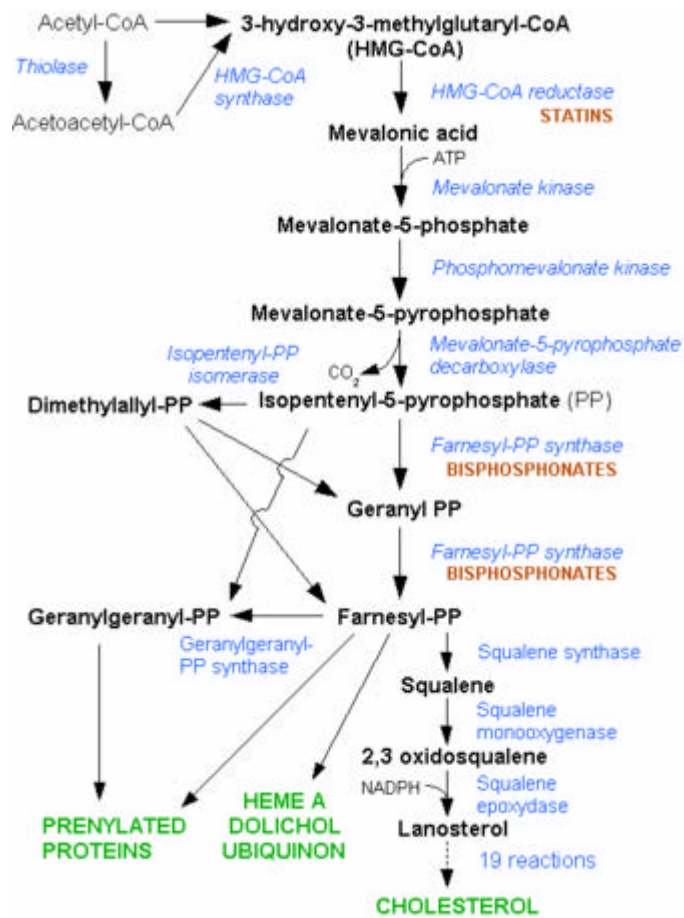 Acetyl-CoA
3-hydroxy-3-methylglutaryl-CoA
(HMG-CoA)
Thiolase
HMG-CoA
synthase
HMG-CoA reductase
STATINS
Acetoacetyl-CoA
Mevalonic acid
ATP
Mevalonate kinase
Mevalonate-5-phosphate
Phosphomevalonate kinase
Mevalonate-5-pyrophosphate
Isopentenyl-PP
isomerase
CO2
Mevalonate-5-pyrophosphate
decarboxylase
Dimethylallyl-PP
Isopentenyl-5-pyrophosphate (PP)
Farnesyl-PP synthase
BISPHOSPHONATES
Geranyl PP
Farnesyl-PP synthase
BISPHOSPHONATES
Geranylgeranyl-PP
Farnesyl-PP
Geranylgeranyl-
PP synthase
Squalene synthase
Squalene
Squalene
monooxygenase
2,3 oxidosqualene
NADPH
Squalene
epoxydase
HEME A
DOLICHOL
UBIQUINON
PRENYLATED
PROTEINS
Lanosterol
19 reactions
CHOLESTEROL